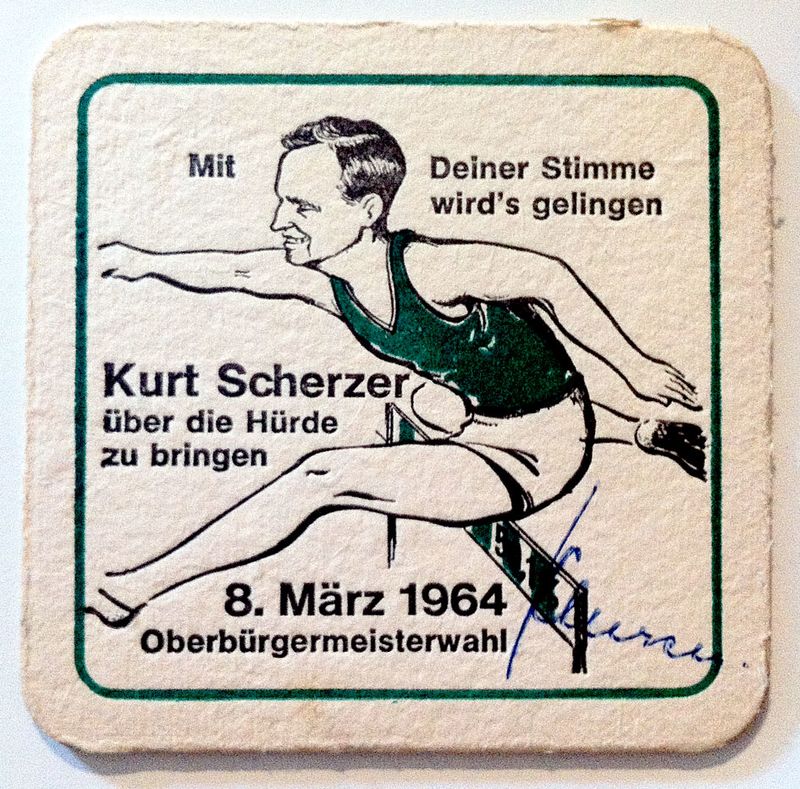 Mit Deiner Stimme
wird's gelingen
Kurt Scherzer
über die Hürde
zu bringen
8. März 1964
Oberbürgermeisterwahl